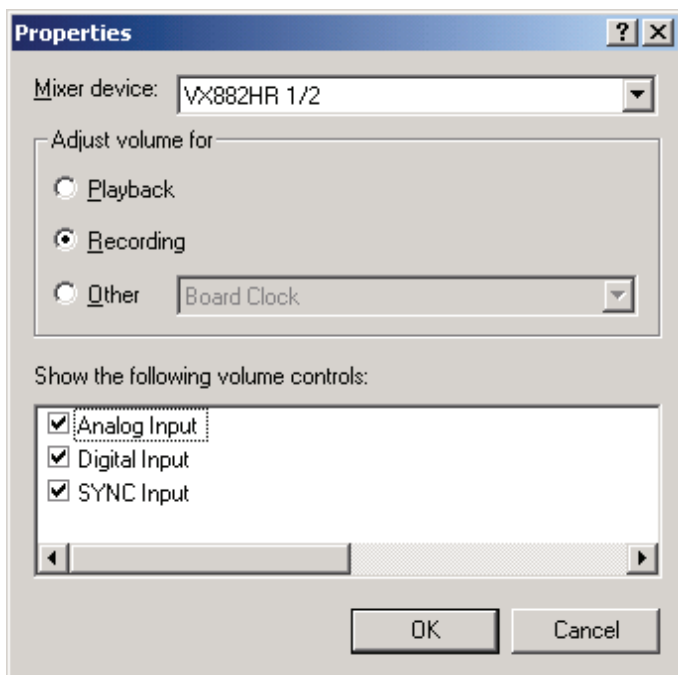 Properties
Mixer device: VX882HR 1/2
Adjust volume for
Playback
Recording
Other Board Clock
Show the following volume controls:
Analog Input
Digital Input
SYNC Input
OK Cancel